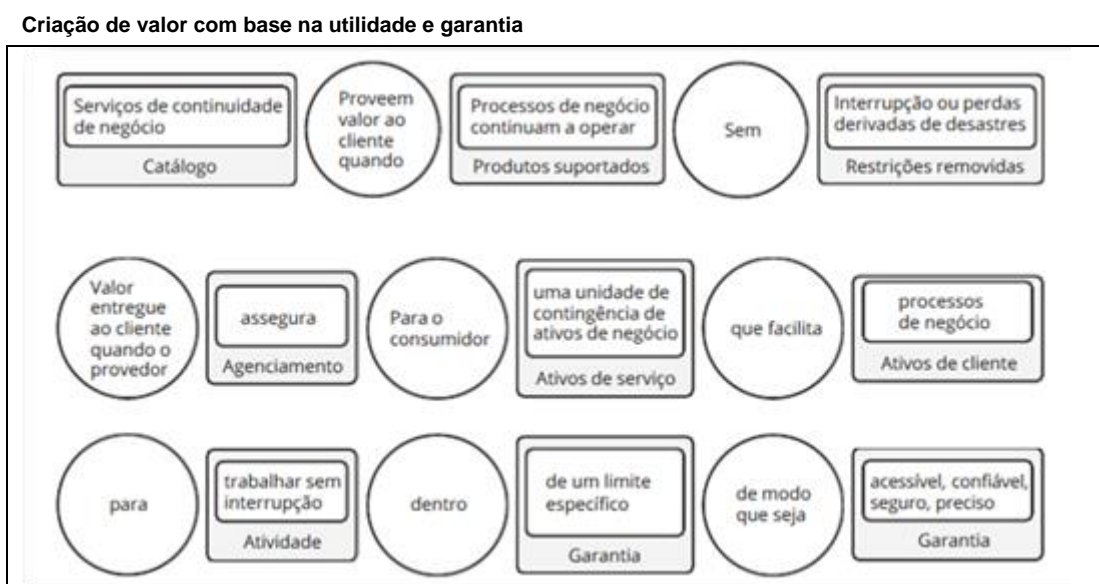 Criação de valor com base na utilidade e garantia
Serviços de continuidade
de negócio
Catálogo
Proveem
valor ao
cliente
quando
Processos de negócio
continuam a operar
Produtos suportados
Sem
Interrupção ou perdas
derivadas de desastres
Restrições removidas
Valor
entregue
ao cliente
quando o
provedor
assegura
Agenciamento
Para o
consumidor
uma unidade de
contingência de
ativos de negócio
Ativos de serviço
que facilita
processos
de negócio
Ativos de cliente
para
trabalhar sem
interrupção
Atividade
dentro
de um limite
específico
Garantia
de modo
que seja
acessível, confiável,
seguro, preciso
Garantia